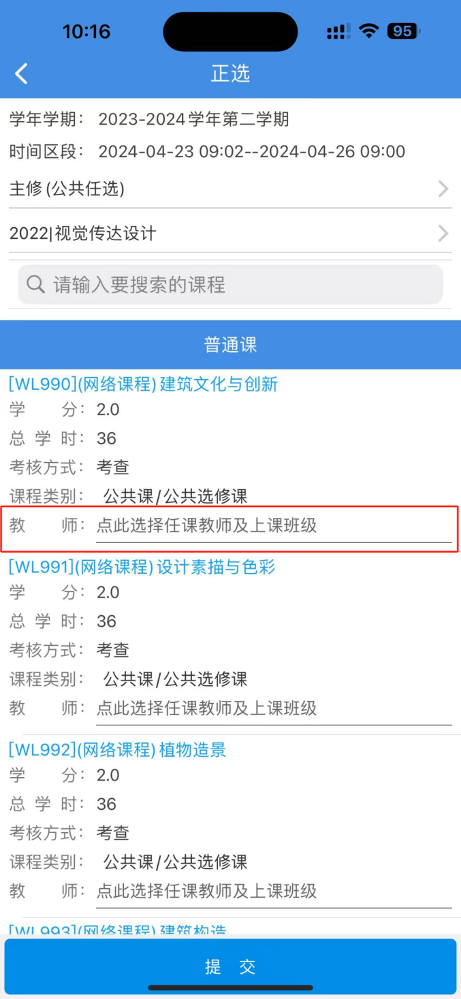 10:16
95
正选
学年学期： 2023-2024学年第二学期
时间区段： 2024-04-23 09:02--2024-04-26 09:00
主修(公共任选)
2022|视觉传达设计
请输入要搜索的课程
普通课
[WL990](网络课程)建筑文化与创新
学 分： 2.0
总 学 时： 36
考核方式： 考查
课程类别： 公共课/公共选修课
教 师： 点此选择任课教师及上课班级
[WL991](网络课程)设计素描与色彩
学 分： 2.0
总 学 时： 36
考核方式： 考查
课程类别： 公共课/公共选修课
教 师： 点此选择任课教师及上课班级
[WL992](网络课程)植物造景
学 分： 2.0
总 学 时： 36
考核方式： 考查
课程类别： 公共课/公共选修课
教 师： 点此选择任课教师及上课班级
[WL993](网络课程)建筑构造
提 交